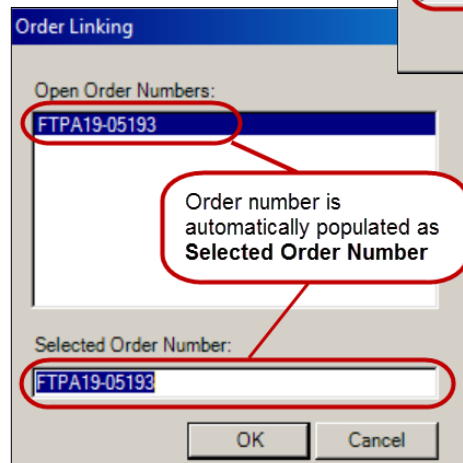 Order Linking
Open Order Numbers:
FTPA19-05193
Order number is
automatically populated as
Selected Order Number
Selected Order Number:
FTPA19-05193
OK
Cancel